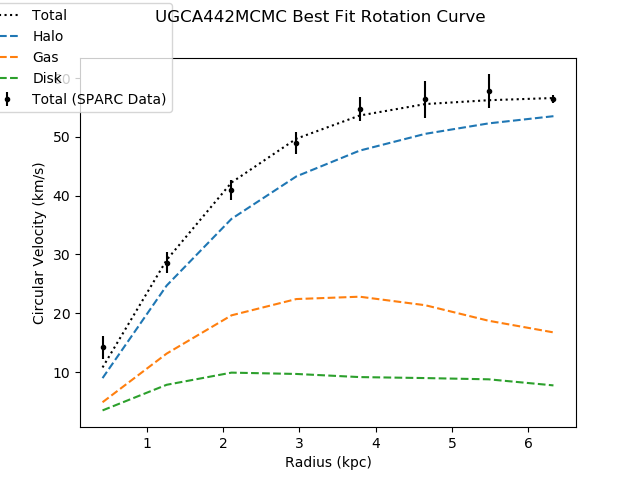 UGCA442MCMC Best Fit Rotation Curve
Total
Halo
Gas
Disk
Total (SPARC Data)
60
50
40
30
20
10
Circular Velocity (km/s)
1 2 3 4 5 6
Radius (kpc)